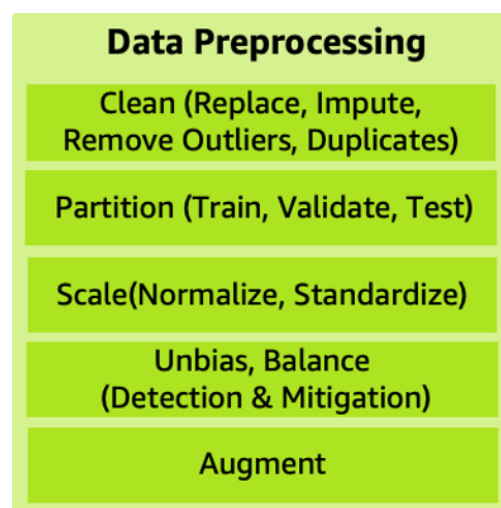 Data Preprocessing
Clean (Replace, Impute,
Remove Outliers, Duplicates)
Partition (Train, Validate, Test)
Scale(Normalize, Standardize)
Unbias, Balance
(Detection & Mitigation)
Augment